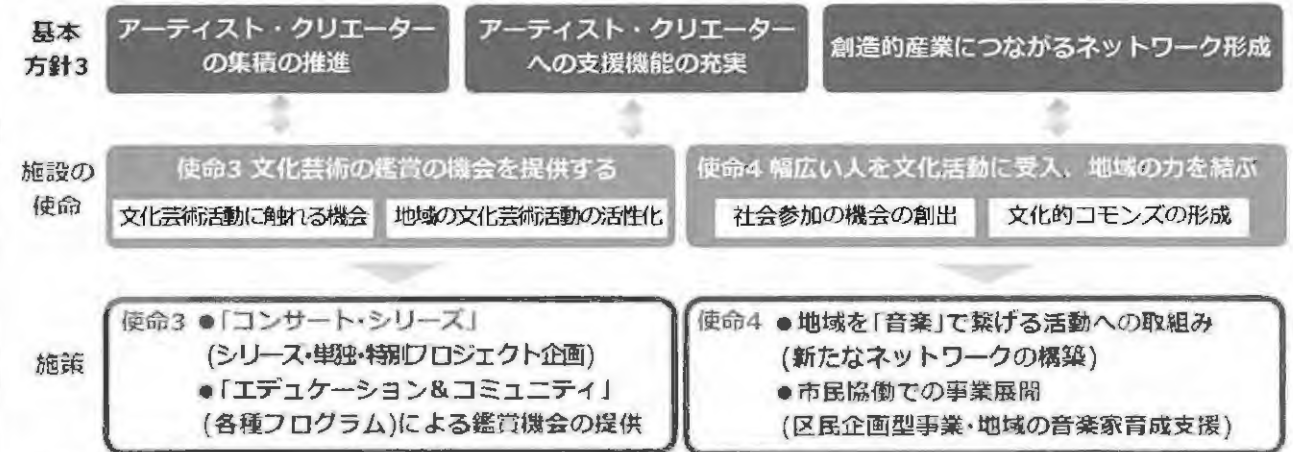 基本
方針3
アーティスト・クリエーター
の集積の推進
アーティスト・クリエーター
への支援機能の充実
創造的産業につながるネットワーク形成
施設の
使命
使命3 文化芸術の鑑賞の機会を提供する
文化芸術活動に触れる機会
地域の文化芸術活動の活性化
使命4 幅広い人を文化活動に受入、地域の力を結ぶ
社会参加の機会の創出
文化的コモンズの形成
施策
使命3 ●「コンサート・シリーズ」
(シリーズ・単独・特別プロジェクト企画)
●「エデュケーション&コミュニティ」
(各種プログラム)による鑑賞機会の提供
使命4 ●地域を「音楽」で繋げる活動への取組み
(新たなネットワークの構築)
●市民協働での事業展開
(区民企画型事業・地域の音楽家育成支援)